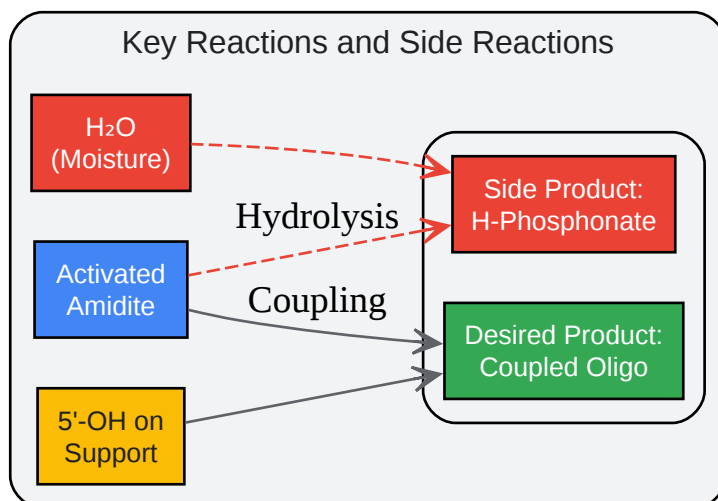 Key Reactions and Side Reactions
H₂O
(Moisture)
Side Product:
H-Phosphonate
Hydrolysis
Activated
Amidite
Coupling
Desired Product:
Coupled Oligo
5'-OH on
Support